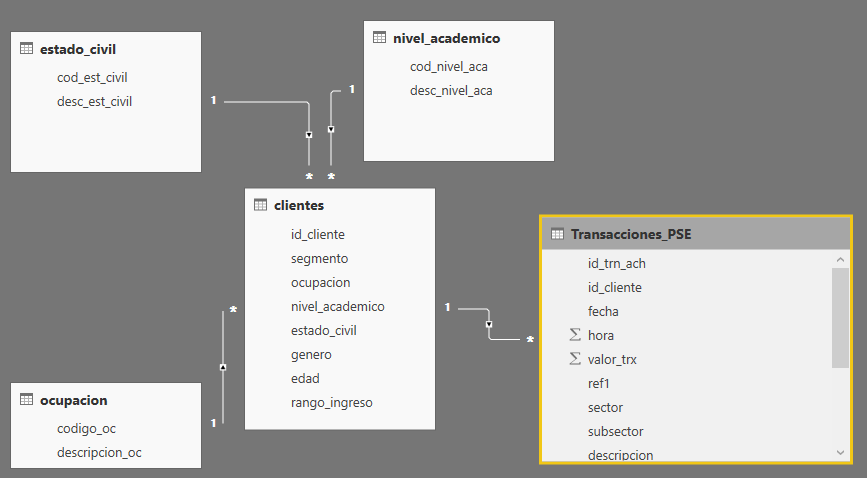 estado_civil
cod_est_civil
desc_est_civil
nivel_academico
cod_nivel_aca
desc_nivel_aca
1
1
*
*
clientes
id_cliente
segmento
ocupacion
nivel_academico
estado_civil
genero
edad
rango_ingreso
*
1
1
*
ocupacion
codigo_oc
descripcion_oc
Transacciones_PSE
id_trn_ach
id_cliente
fecha
∑ hora
∑ valor_trx
ref1
sector
subsector
descripcion